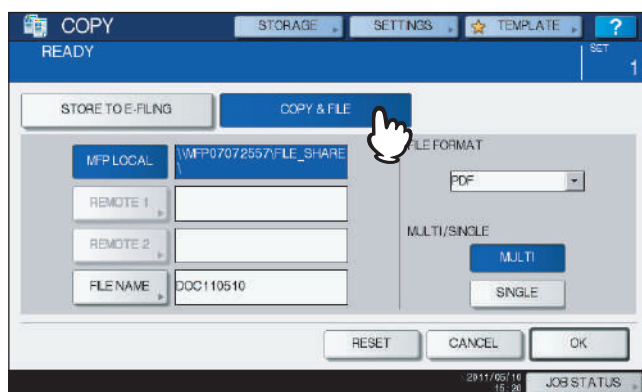 COPY
STORAGE
SETTINGS
TEMPLATE
?
READY
SET
1
STORE TO E-FILING
COPY & FILE
MFP LOCAL
\\MFP07072557\FILE_SHARE
\
FILE FORMAT
PDF
REMOTE 1
REMOTE 2
MULTI/SINGLE
MULTI
FILE NAME
DOC110510
SINGLE
RESET
CANCEL
OK
2011/05/10
15:20
JOB STATUS